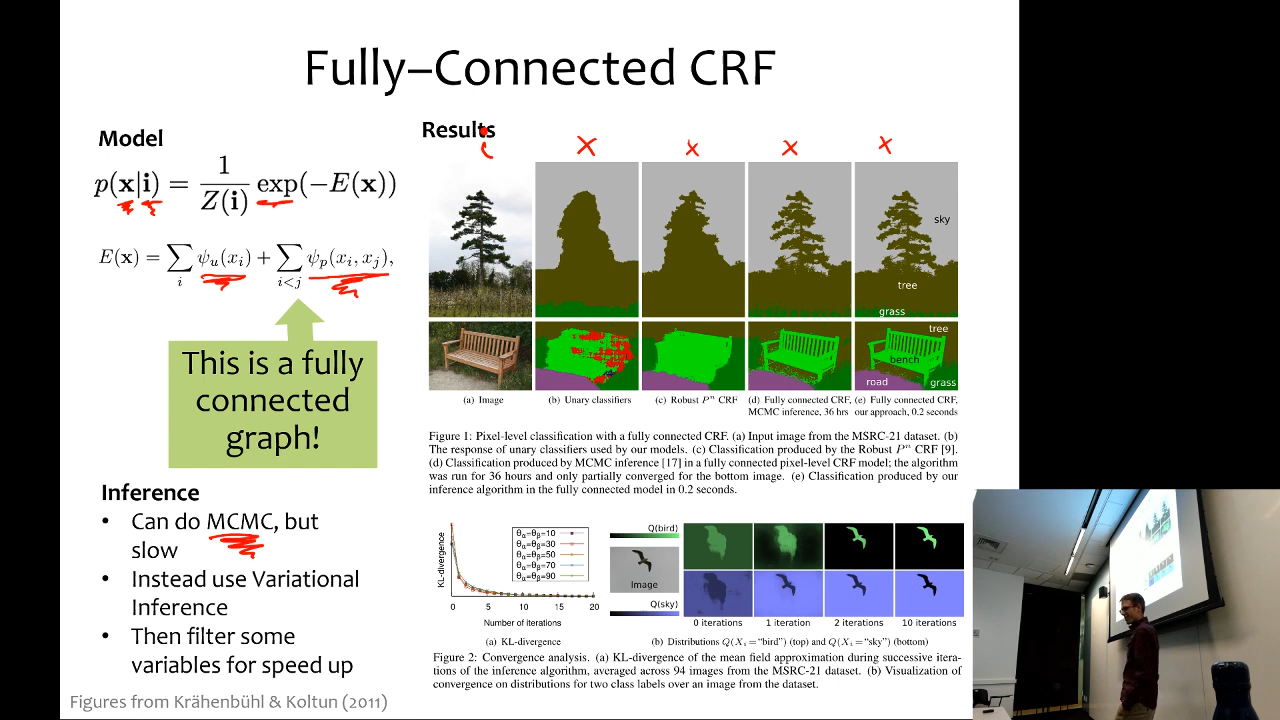 Fully–Connected CRF
Model
p(x|i) = 1/Z(i) exp(−E(x))
E(x) = ∑_i ψ_u(x_i) + ∑_{i<j} ψ_p(x_i, x_j),
This is a fully
connected
graph!
Inference
• Can do MCMC, but
slow
• Instead use Variational
Inference
• Then filter some
variables for speed up
Figures from Krähenbühl & Koltun (2011)
Results
sky
tree
grass
tree
bench
road
grass
(a) Image
(b) Unary classifiers
(c) Robust P^n CRF
(d) Fully connected CRF,
MCMC inference, 36 hrs
(e) Fully connected CRF,
our approach, 0.2 seconds
Figure 1: Pixel-level classification with a fully connected CRF. (a) Input image from the MSRC-21 dataset. (b)
The response of unary classifiers used by our models. (c) Classification produced by the Robust P^n CRF [9].
(d) Classification produced by MCMC inference [17] in a fully connected pixel-level CRF model; the algorithm
was run for 36 hours and only partially converged for the bottom image. (e) Classification produced by our
inference algorithm in the fully connected model in 0.2 seconds.
KL-divergence
θα=θβ=10
θα=θβ=30
θα=θβ=50
θα=θβ=70
θα=θβ=90
0 5 10 15 20
Number of iterations
(a) KL-divergence
Q(bird)
Image
Q(sky)
0 iterations
1 iteration
2 iterations
10 iterations
(b) Distributions Q(X_i = "bird") (top) and Q(X_i = "sky") (bottom)
Figure 2: Convergence analysis. (a) KL-divergence of the mean field approximation during successive itera-
tions of the inference algorithm, averaged across 94 images from the MSRC-21 dataset. (b) Visualization of
convergence on distributions for two class labels over an image from the dataset.